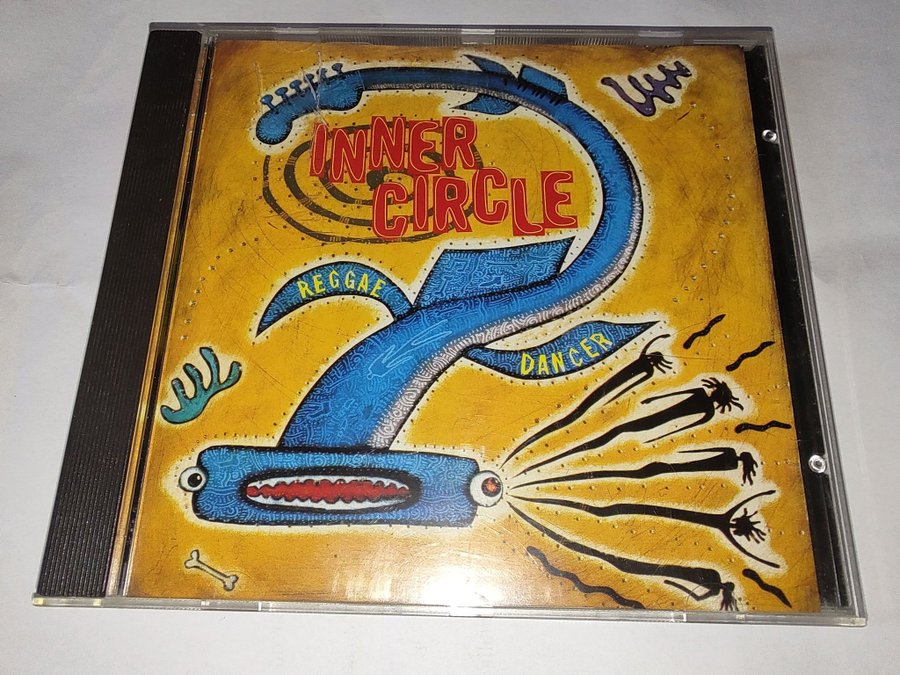 INNER
CIRCLE
REGGAE
DANCER